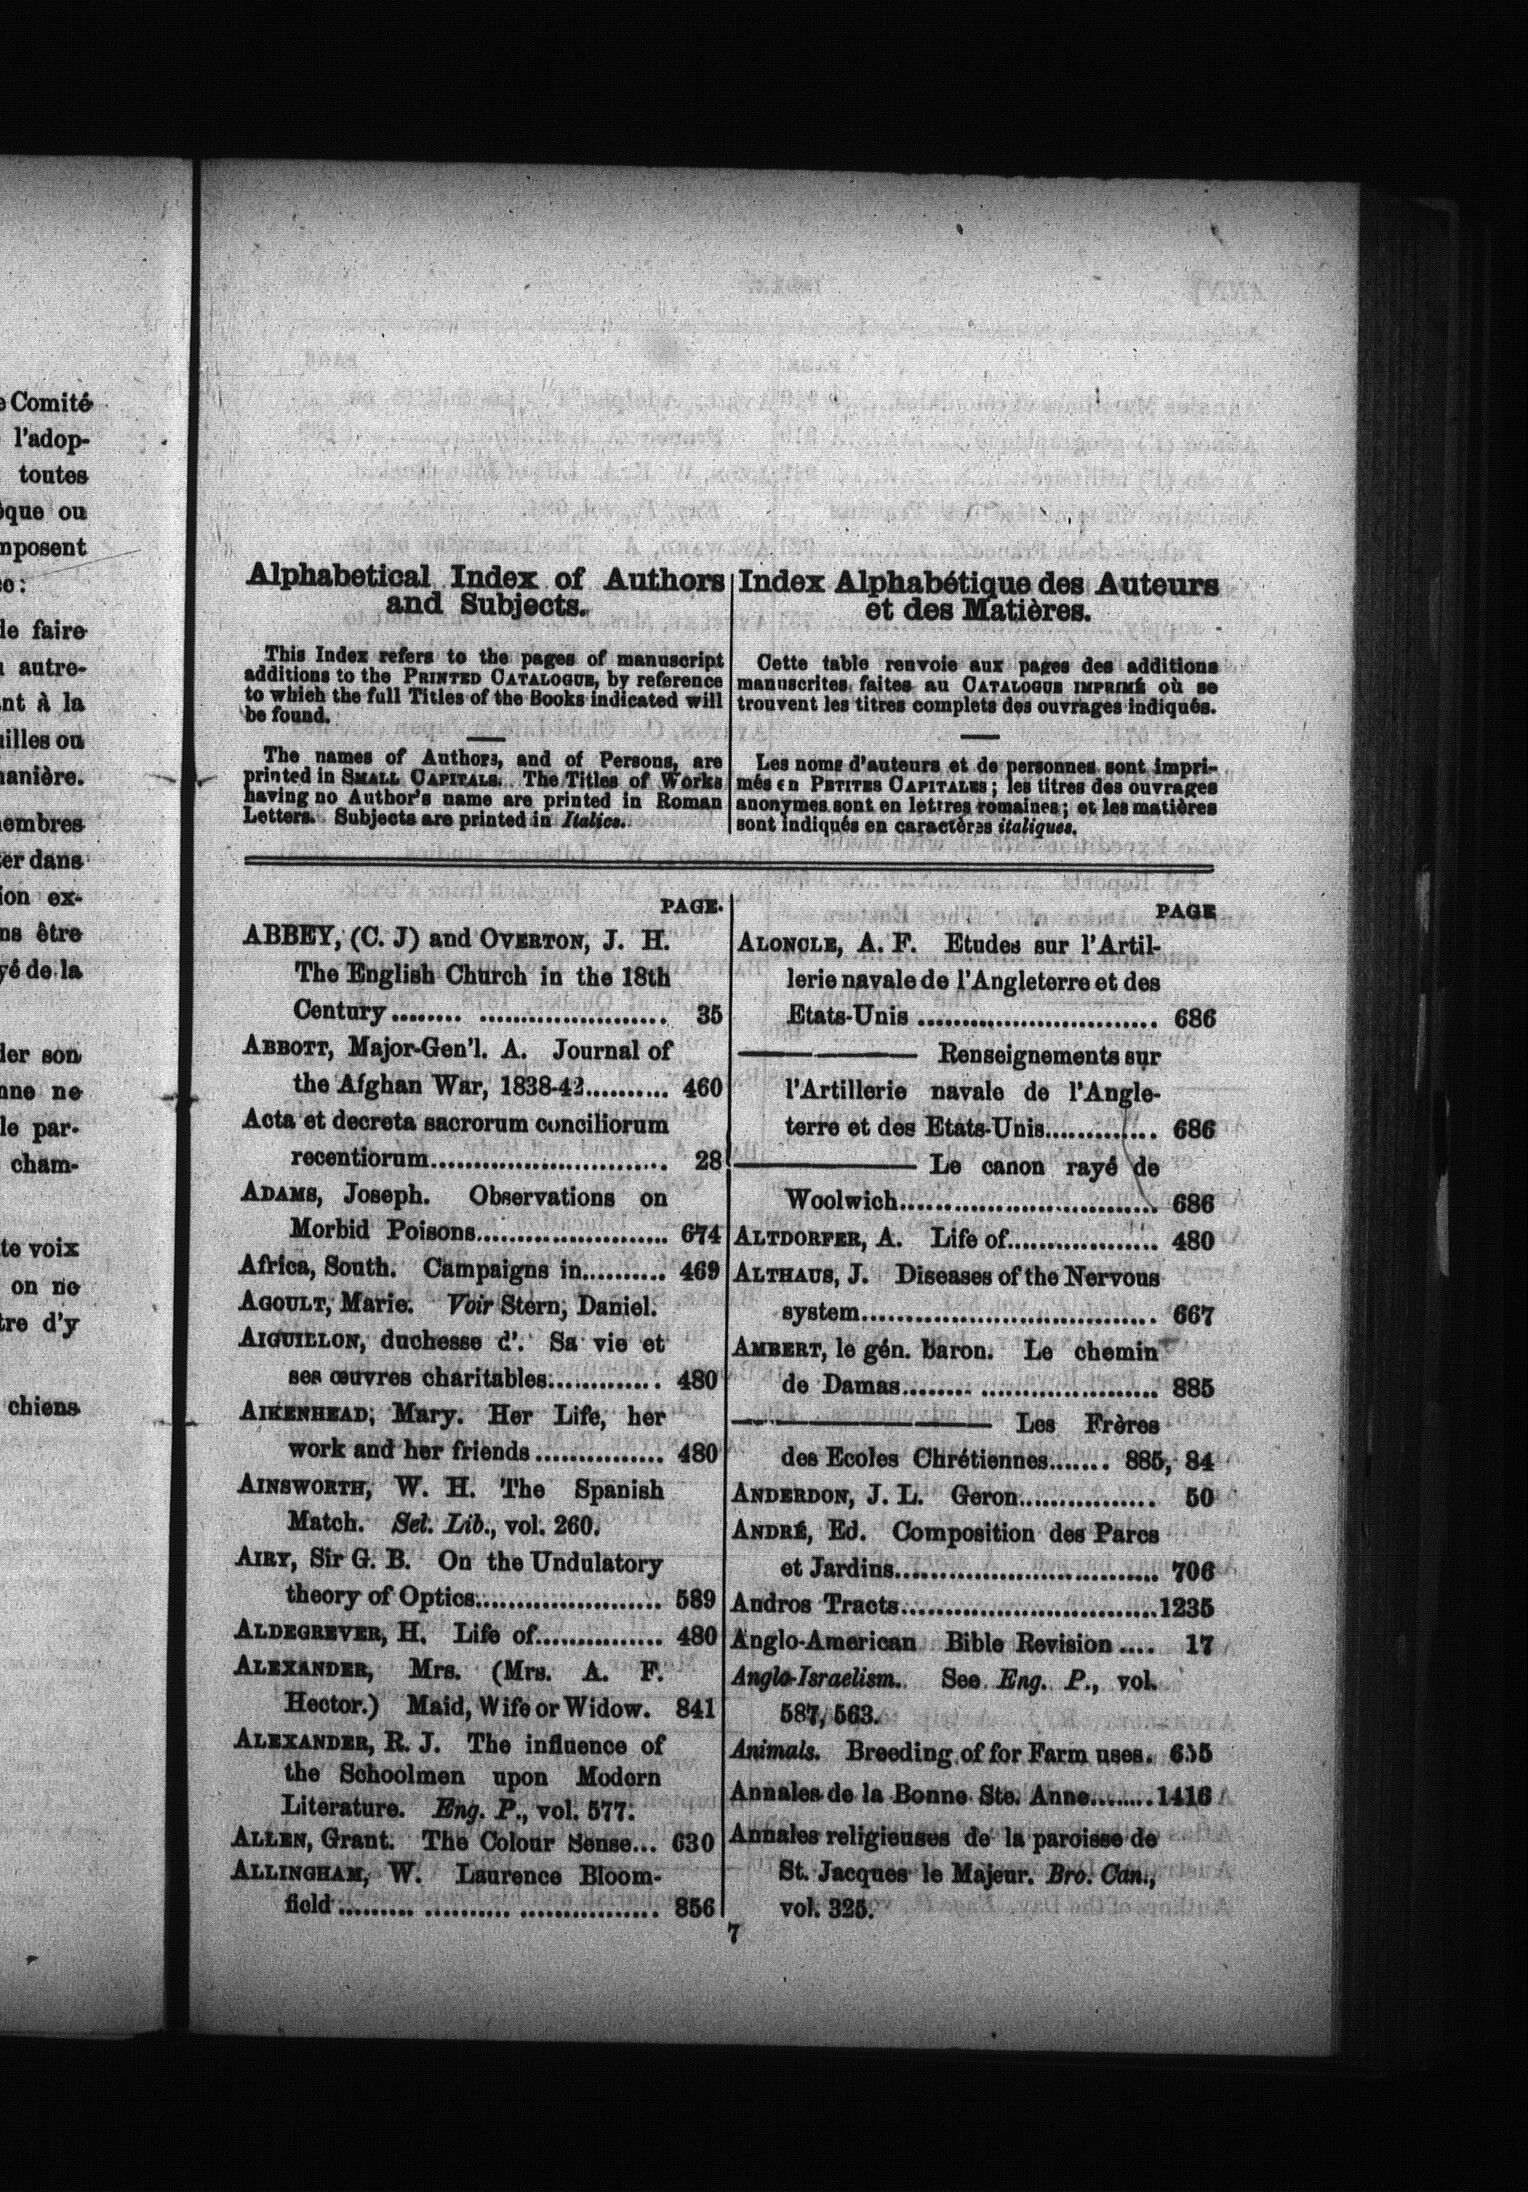 e Comité
l'adop-
toutes
que ou
mposent
de faire
autre-
ant à la
uilles ou
manière.
membres
ter dans
ion ex-
ns être
yé de la
der son
nne ne
le par-
cham-
te voix
on ne
tre d'y
chiens
Alphabetical Index of Authors
and Subjects.
This Index refers to the pages of manuscript
additions to the PRINTED CATALOGUE, by reference
to which the full Titles of the Books indicated will
be found.
The names of Authors, and of Persons, are
printed in SMALL CAPITALS. The Titles of Works
having no Author's name are printed in Roman
Letters. Subjects are printed in Italics.
Index Alphabétique des Auteurs
et des Matières.
Cette table renvoie aux pages des additions
manuscrites faites au CATALOGUE IMPRIMÉ où se
trouvent les titres complets des ouvrages indiqués.
Les noms d'auteurs et de personnes sont impri-
més en PETITES CAPITALES; les titres des ouvrages
anonymes sont en lettres romaines; et les matières
sont indiqués en caractères italiques.
PAGE.
ABBEY, (C. J) and OVERTON, J. H.
The English Church in the 18th
Century........ ...................... 35
ABBOTT, Major-Gen'l. A. Journal of
the Afghan War, 1838-42.......... 460
Acta et decreta sacrorum conciliorum
recentiorum............................ 28
ADAMS, Joseph. Observations on
Morbid Poisons....................... 674
Africa, South. Campaigns in.......... 469
AGOULT, Marie. Voir Stern, Daniel.
AIGUILLON, duchesse d'. Sa vie et
ses œuvres charitables............. 480
AIKENHEAD, Mary. Her Life, her
work and her friends ............... 480
AINSWORTH, W. H. The Spanish
Match. Sel. Lib., vol. 260.
AIRY, Sir G. B. On the Undulatory
theory of Optics...................... 589
ALDEGREVER, H. Life of............... 480
ALEXANDER, Mrs. (Mrs. A. F.
Hector.) Maid, Wife or Widow. 841
ALEXANDER, R. J. The influence of
the Schoolmen upon Modern
Literature. Eng. P., vol. 577.
ALLEN, Grant. The Colour Sense... 630
ALLINGHAM, W. Laurence Bloom-
field ......... .......... ................. 856
PAGE
ALONCLE, A. F. Etudes sur l'Artil-
lerie navale de l'Angleterre et des
Etats-Unis ............................ 686
——— Renseignements sur
l'Artillerie navale de l'Angle-
terre et des Etats-Unis............. 686
——— Le canon rayé de
Woolwich............................... 686
ALTDORFER, A. Life of.................. 480
ALTHAUS, J. Diseases of the Nervous
system................................... 667
AMBERT, le gén. baron. Le chemin
de Damas........ ..................... 885
——— Les Frères
des Ecoles Chrétiennes....... 885, 84
ANDERDON, J. L. Geron................ 50
ANDRÉ, Ed. Composition des Parcs
et Jardins............................... 706
Andros Tracts..............................1235
Anglo-American Bible Revision .... 17
Anglo-Israelism. See Eng. P., vol.
587, 563.
Animals. Breeding of for Farm uses.
Annales de la Bonne Ste. Anne........1416
Annales religieuses de la paroisse de
St. Jacques le Majeur. Bro. Can.,
vol. 325.
7